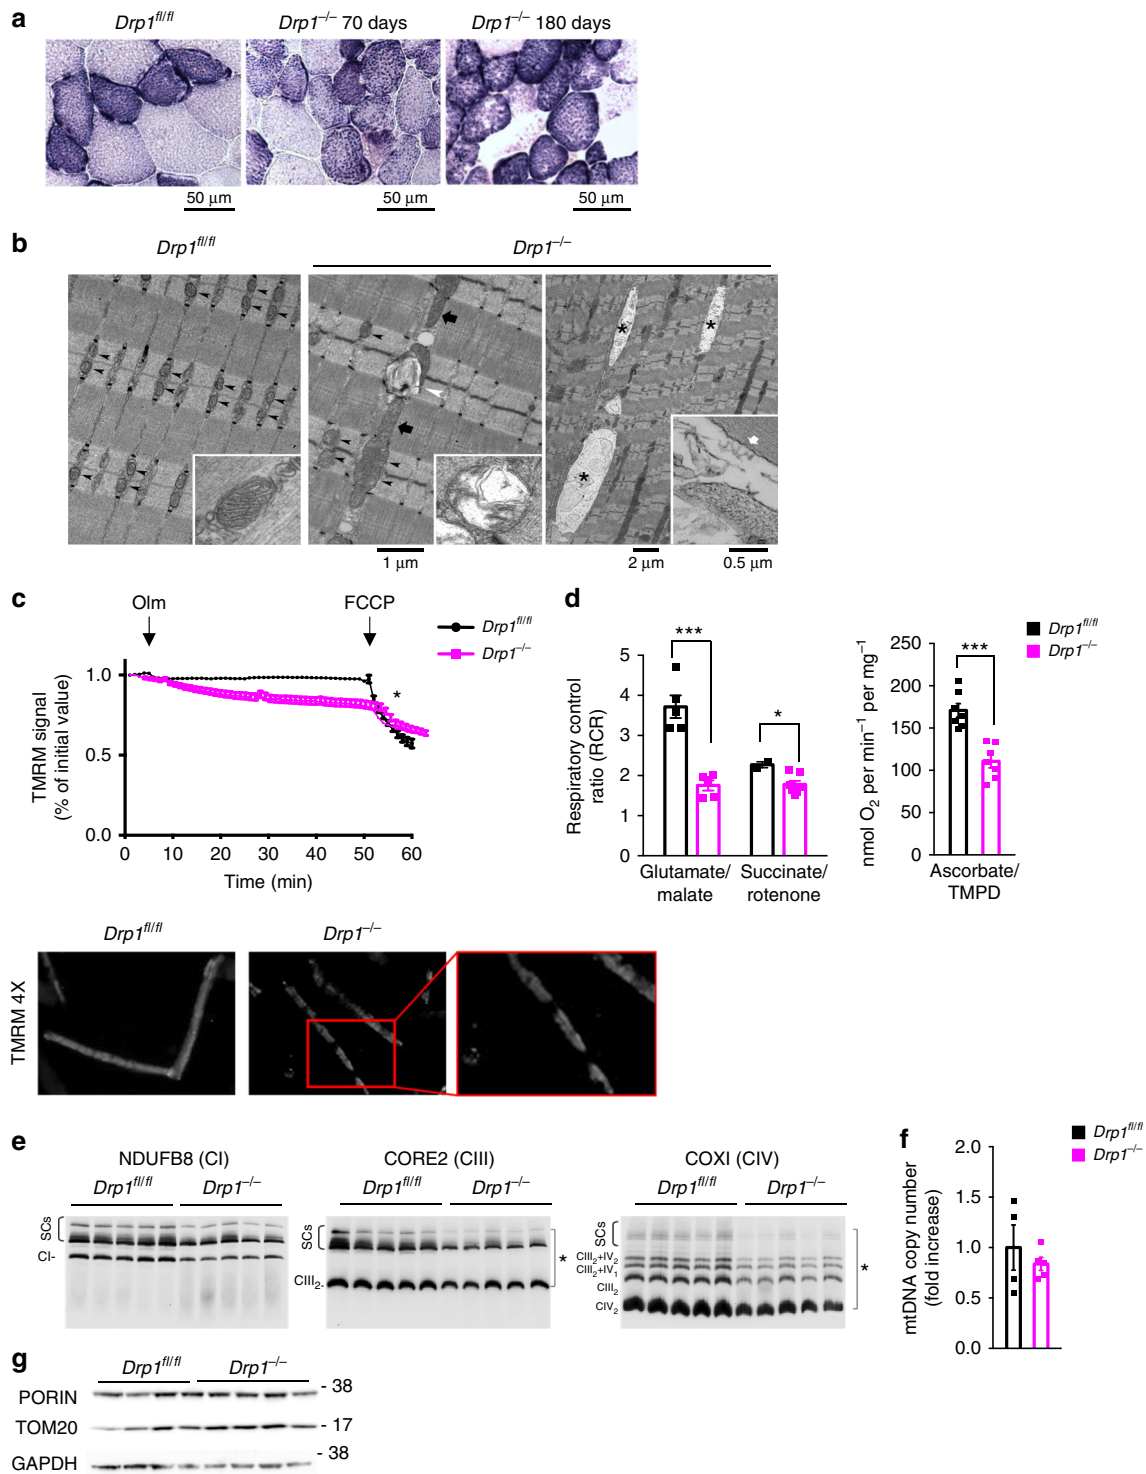 a
Drp1fl/fl
Drp1–/– 70 days
Drp1–/– 180 days
50 μm
50 μm
50 μm
b
Drp1fl/fl
Drp1–/–
*
*
*
1 μm
2 μm
0.5 μm
c
Olm
FCCP
Drp1fl/fl
Drp1–/–
TMRM signal
(% of initial value)
1.0
0.5
0.0
*
0 10 20 30 40 50 60
Time (min)
d
Drp1fl/fl
Drp1–/–
Respiratory control
ratio (RCR)
5
4
3
2
1
0
***
*
Glutamate/
malate
Succinate/
rotenone
nmol O2 per min–1 per mg–1
250
200
150
100
50
0
***
Ascorbate/
TMPD
Drp1fl/fl
Drp1–/–
TMRM 4X
e
NDUFB8 (CI)
Drp1fl/fl
Drp1–/–
SCs
CI-
CORE2 (CIII)
Drp1fl/fl
Drp1–/–
SCs
CIII2-
*
COXI (CIV)
Drp1fl/fl
Drp1–/–
SCs
CIII2+IV2
CIII2+IV1
CIII2
CIV2
*
f
Drp1fl/fl
Drp1–/–
mtDNA copy number
(fold increase)
2.0
1.5
1.0
0.5
0.0
g
Drp1fl/fl
Drp1–/–
PORIN
- 38
TOM20
- 17
GAPDH
- 38